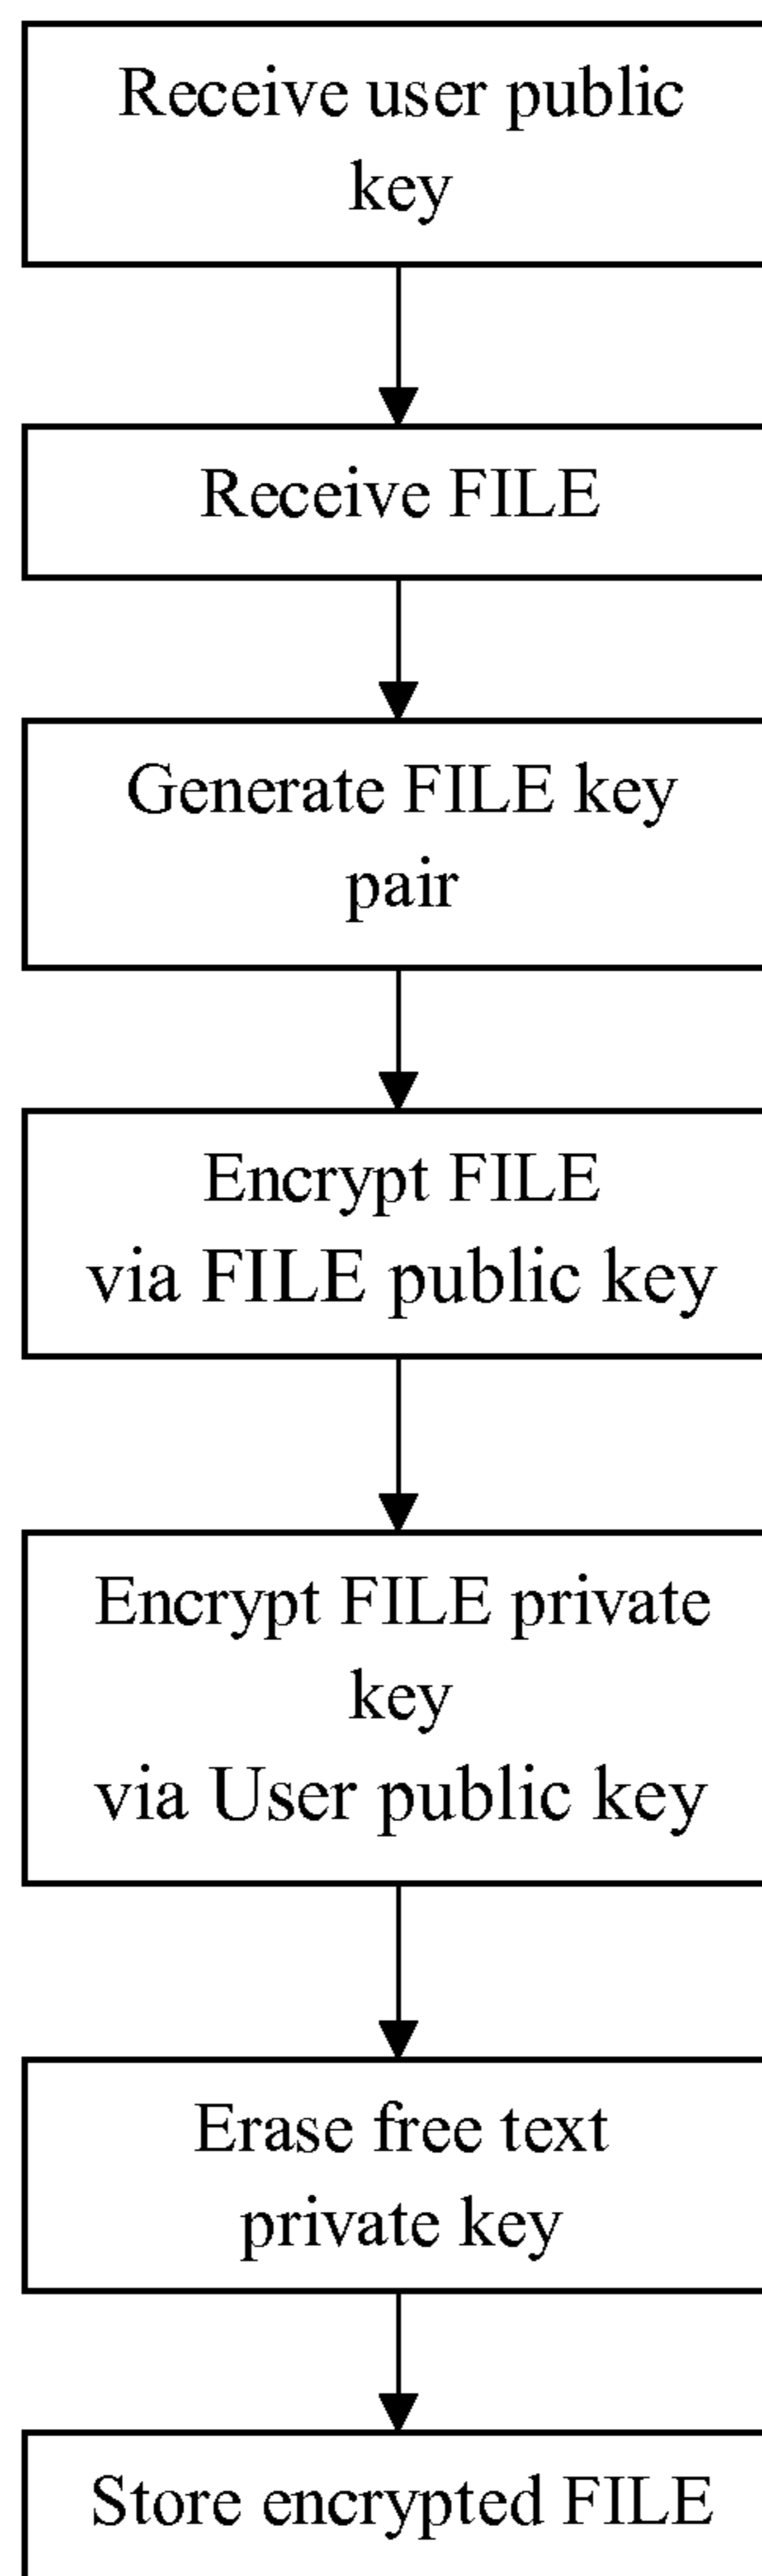 Receive user public
key
Receive FILE
Generate FILE key
pair
Encrypt FILE
via FILE public key
Encrypt FILE private
key
via User public key
Erase free text
private key
Store encrypted FILE